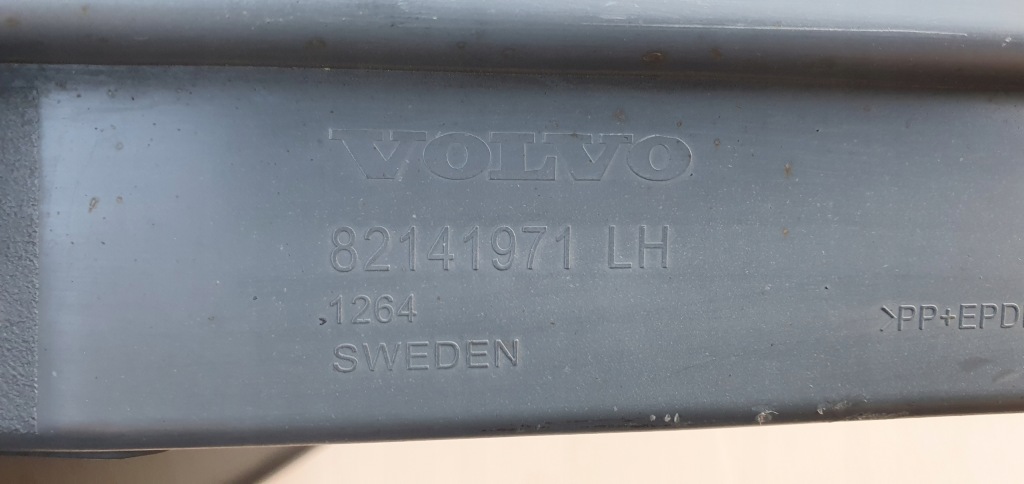 VOLVO
82141971 LH
1264
SWEDEN
>PP+EPD